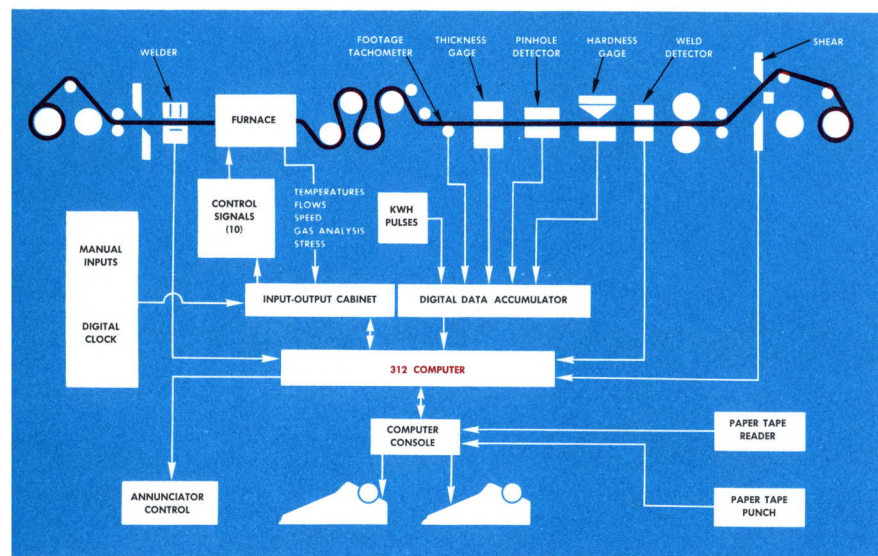 WELDER
FOOTAGE
TACHOMETER
THICKNESS
GAGE
PINHOLE
DETECTOR
HARDNESS
GAGE
WELD
DETECTOR
SHEAR
FURNACE
TEMPERATURES
FLOWS
SPEED
GAS ANALYSIS
STRESS
CONTROL
SIGNALS
(10)
KWH
PULSES
MANUAL
INPUTS
DIGITAL
CLOCK
INPUT-OUTPUT CABINET
DIGITAL DATA ACCUMULATOR
312 COMPUTER
COMPUTER
CONSOLE
PAPER TAPE
READER
ANNUNCIATOR
CONTROL
PAPER TAPE
PUNCH